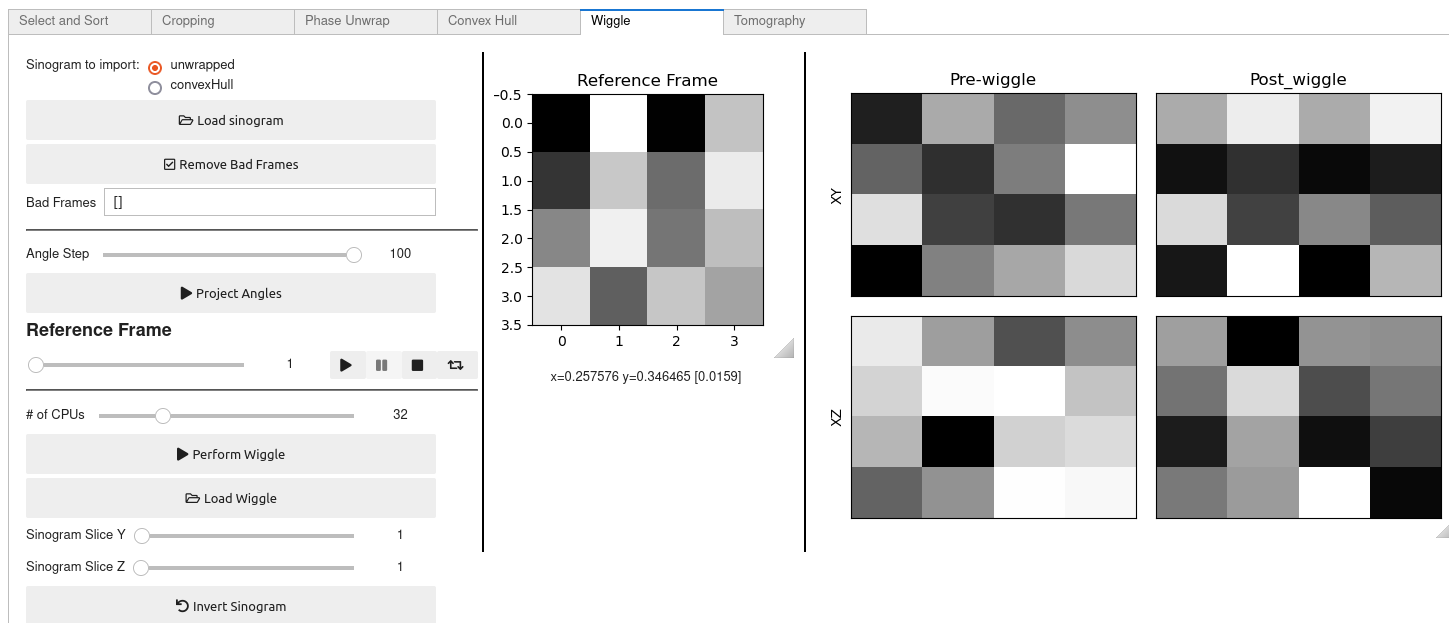 Select and Sort
Cropping
Phase Unwrap
Convex Hull
Wiggle
Tomography
Sinogram to import:
unwrapped
convexHull
Load sinogram
Remove Bad Frames
Bad Frames []
Angle Step 100
Project Angles
Reference Frame
1
# of CPUs 32
Perform Wiggle
Load Wiggle
Sinogram Slice Y 1
Sinogram Slice Z 1
Invert Sinogram
Reference Frame
−0.5
0.0
0.5
1.0
1.5
2.0
2.5
3.0
3.5
0 1 2 3
x=0.257576 y=0.346465 [0.0159]
Pre-wiggle
Post_wiggle
XY
XZ